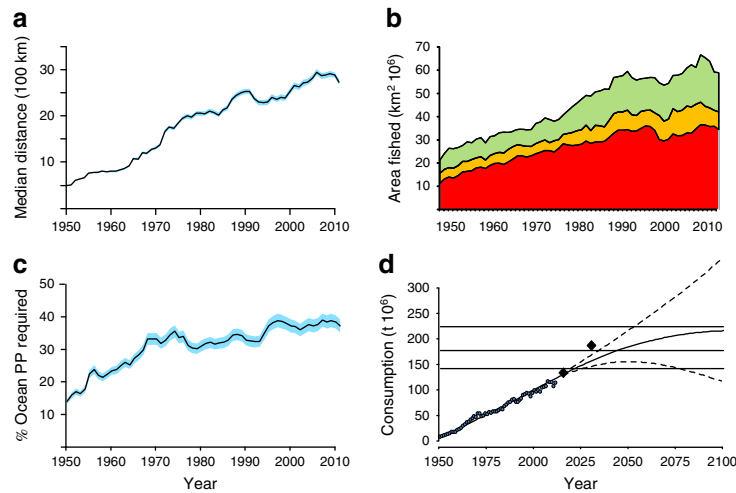 a
Median distance (100 km)
30
20
10
1950 1960 1970 1980 1990 2000 2010
b
Area fished (km² 10⁶)
70
60
50
40
30
20
10
1950 1960 1970 1980 1990 2000 2010
c
% Ocean PP required
50
40
30
20
10
1950 1960 1970 1980 1990 2000 2010
Year
d
Consumption (t 10⁶)
300
250
200
150
100
50
0
1950 1975 2000 2025 2050 2075 2100
Year